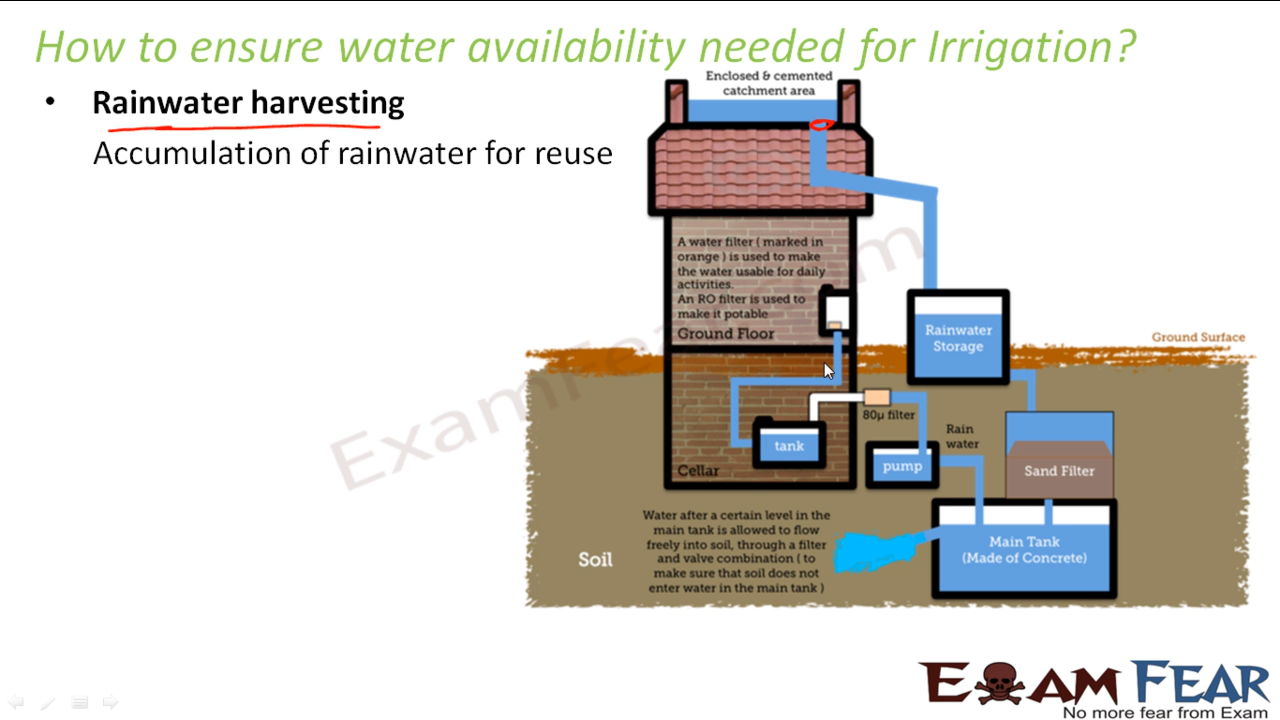 How to ensure water availability needed for Irrigation?
• Rainwater harvesting
Accumulation of rainwater for reuse
Enclosed & cemented
catchment area
A water filter ( marked in
orange ) is used to make
the water usable for daily
activities.
An RO filter is used to
make it potable
Ground Floor
Rainwater
Storage
Ground Surface
80µ filter
Rain
water
tank
pump
Sand Filter
Cellar
Water after a certain level in the
main tank is allowed to flow
freely into soil, through a filter
and valve combination ( to
make sure that soil does not
enter water in the main tank )
Soil
Main Tank
(Made of Concrete)
ExamFear.com
EXAM FEAR
No more fear from Exam